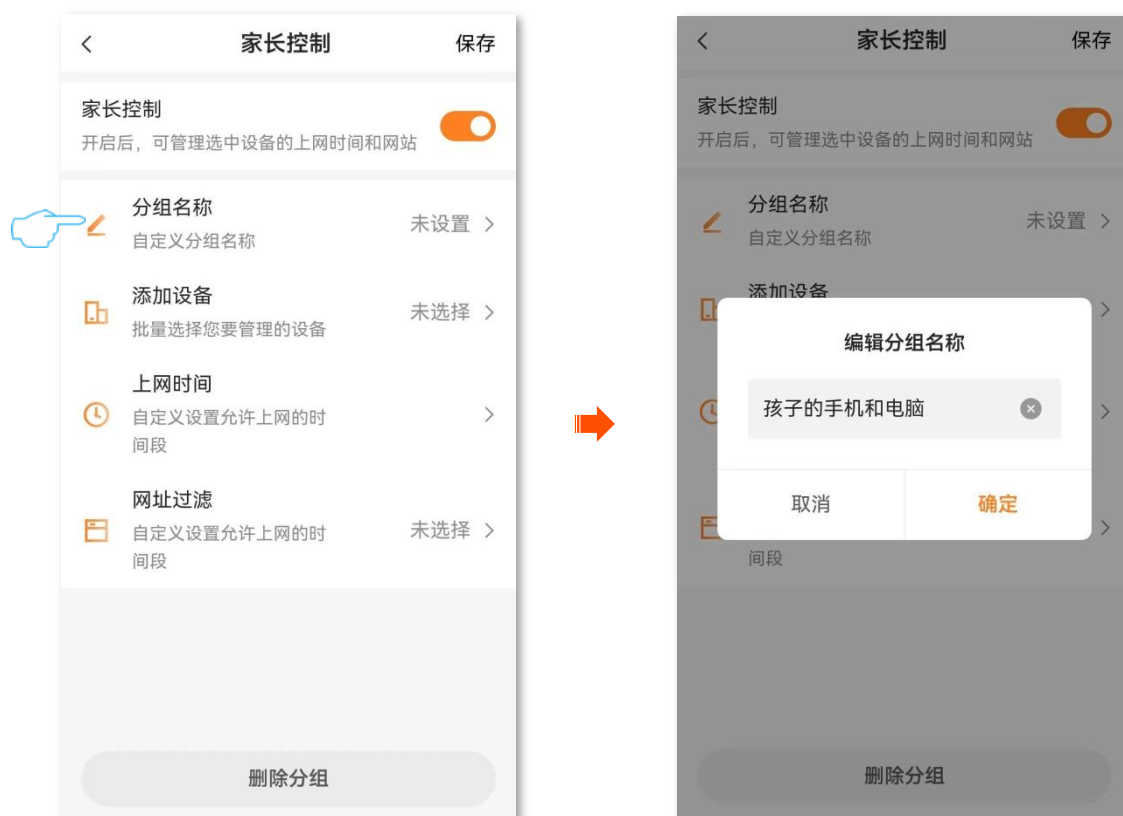 家长控制
保存
家长控制
开启后，可管理选中设备的上网时间和网站
分组名称
未设置
自定义分组名称
添加设备
未选择
批量选择您要管理的设备
上网时间
自定义设置允许上网的时
间段
网址过滤
自定义设置允许上网的时
未选择
间段
删除分组
家长控制
保存
家长控制
开启后，可管理选中设备的上网时间和网站
分组名称
未设置
自定义分组名称
添加设备
编辑分组名称
孩子的手机和电脑
取消
确定
间段
删除分组